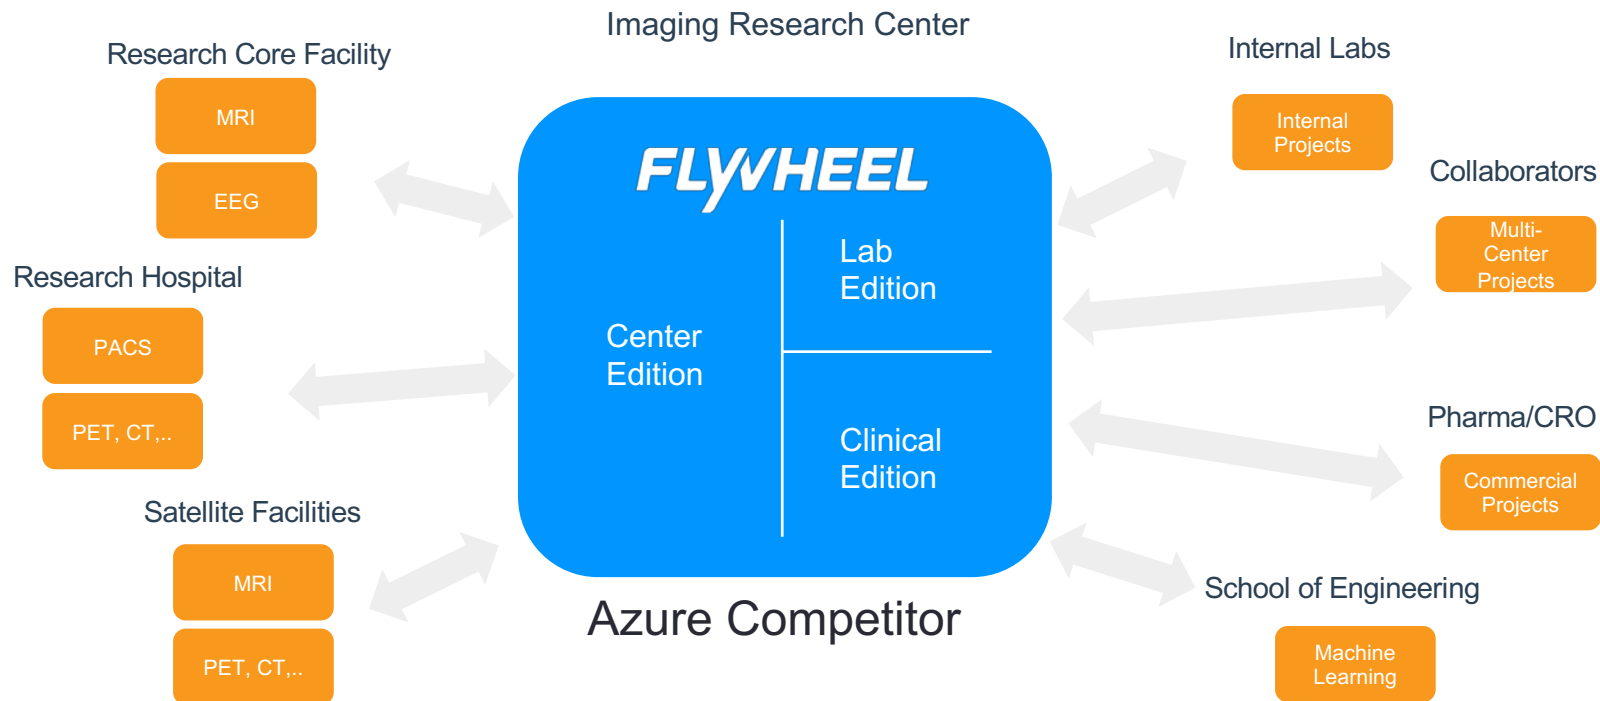 Imaging Research Center
Research Core Facility
MRI
EEG
Research Hospital
PACS
PET, CT,..
Satellite Facilities
MRI
PET, CT,..
FLYWHEEL
Center
Edition
Lab
Edition
Clinical
Edition
Azure Competitor
Internal Labs
Internal
Projects
Collaborators
Multi-
Center
Projects
Pharma/CRO
Commercial
Projects
School of Engineering
Machine
Learning